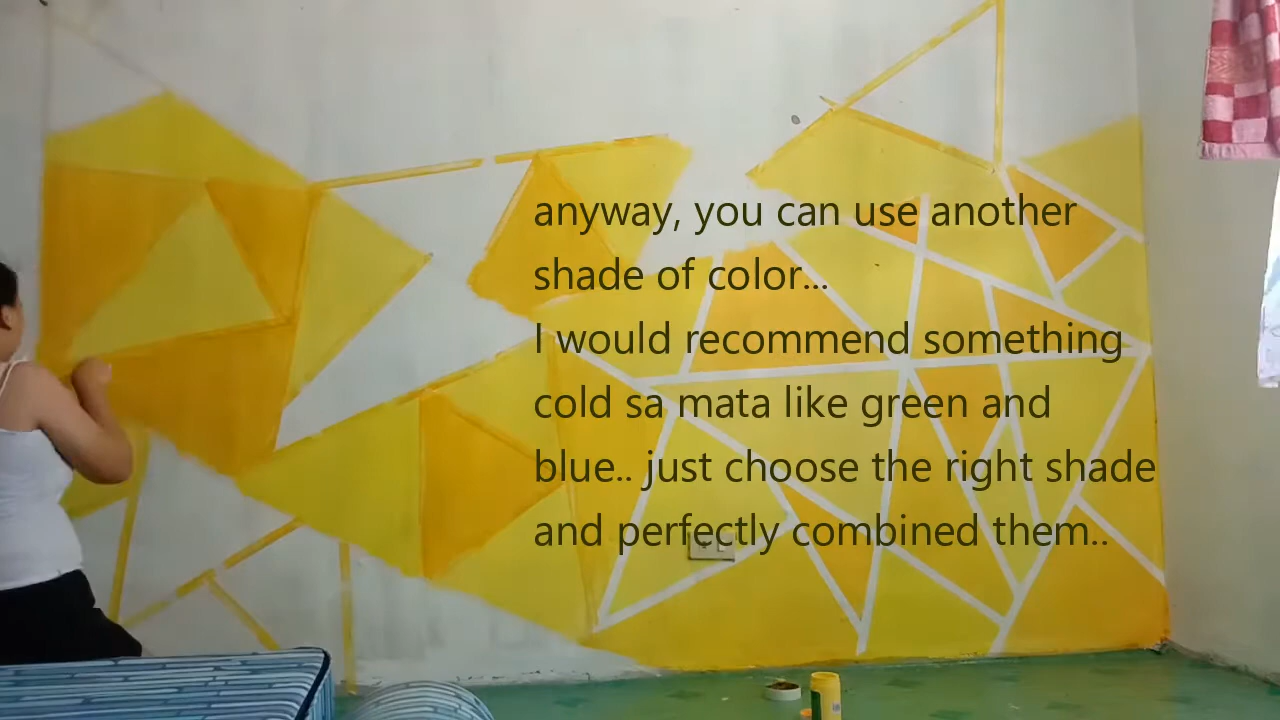 anyway, you can use another
shade of color...
I would recommend something
cold sa mata like green and
blue.. just choose the right shade
and perfectly combined them..